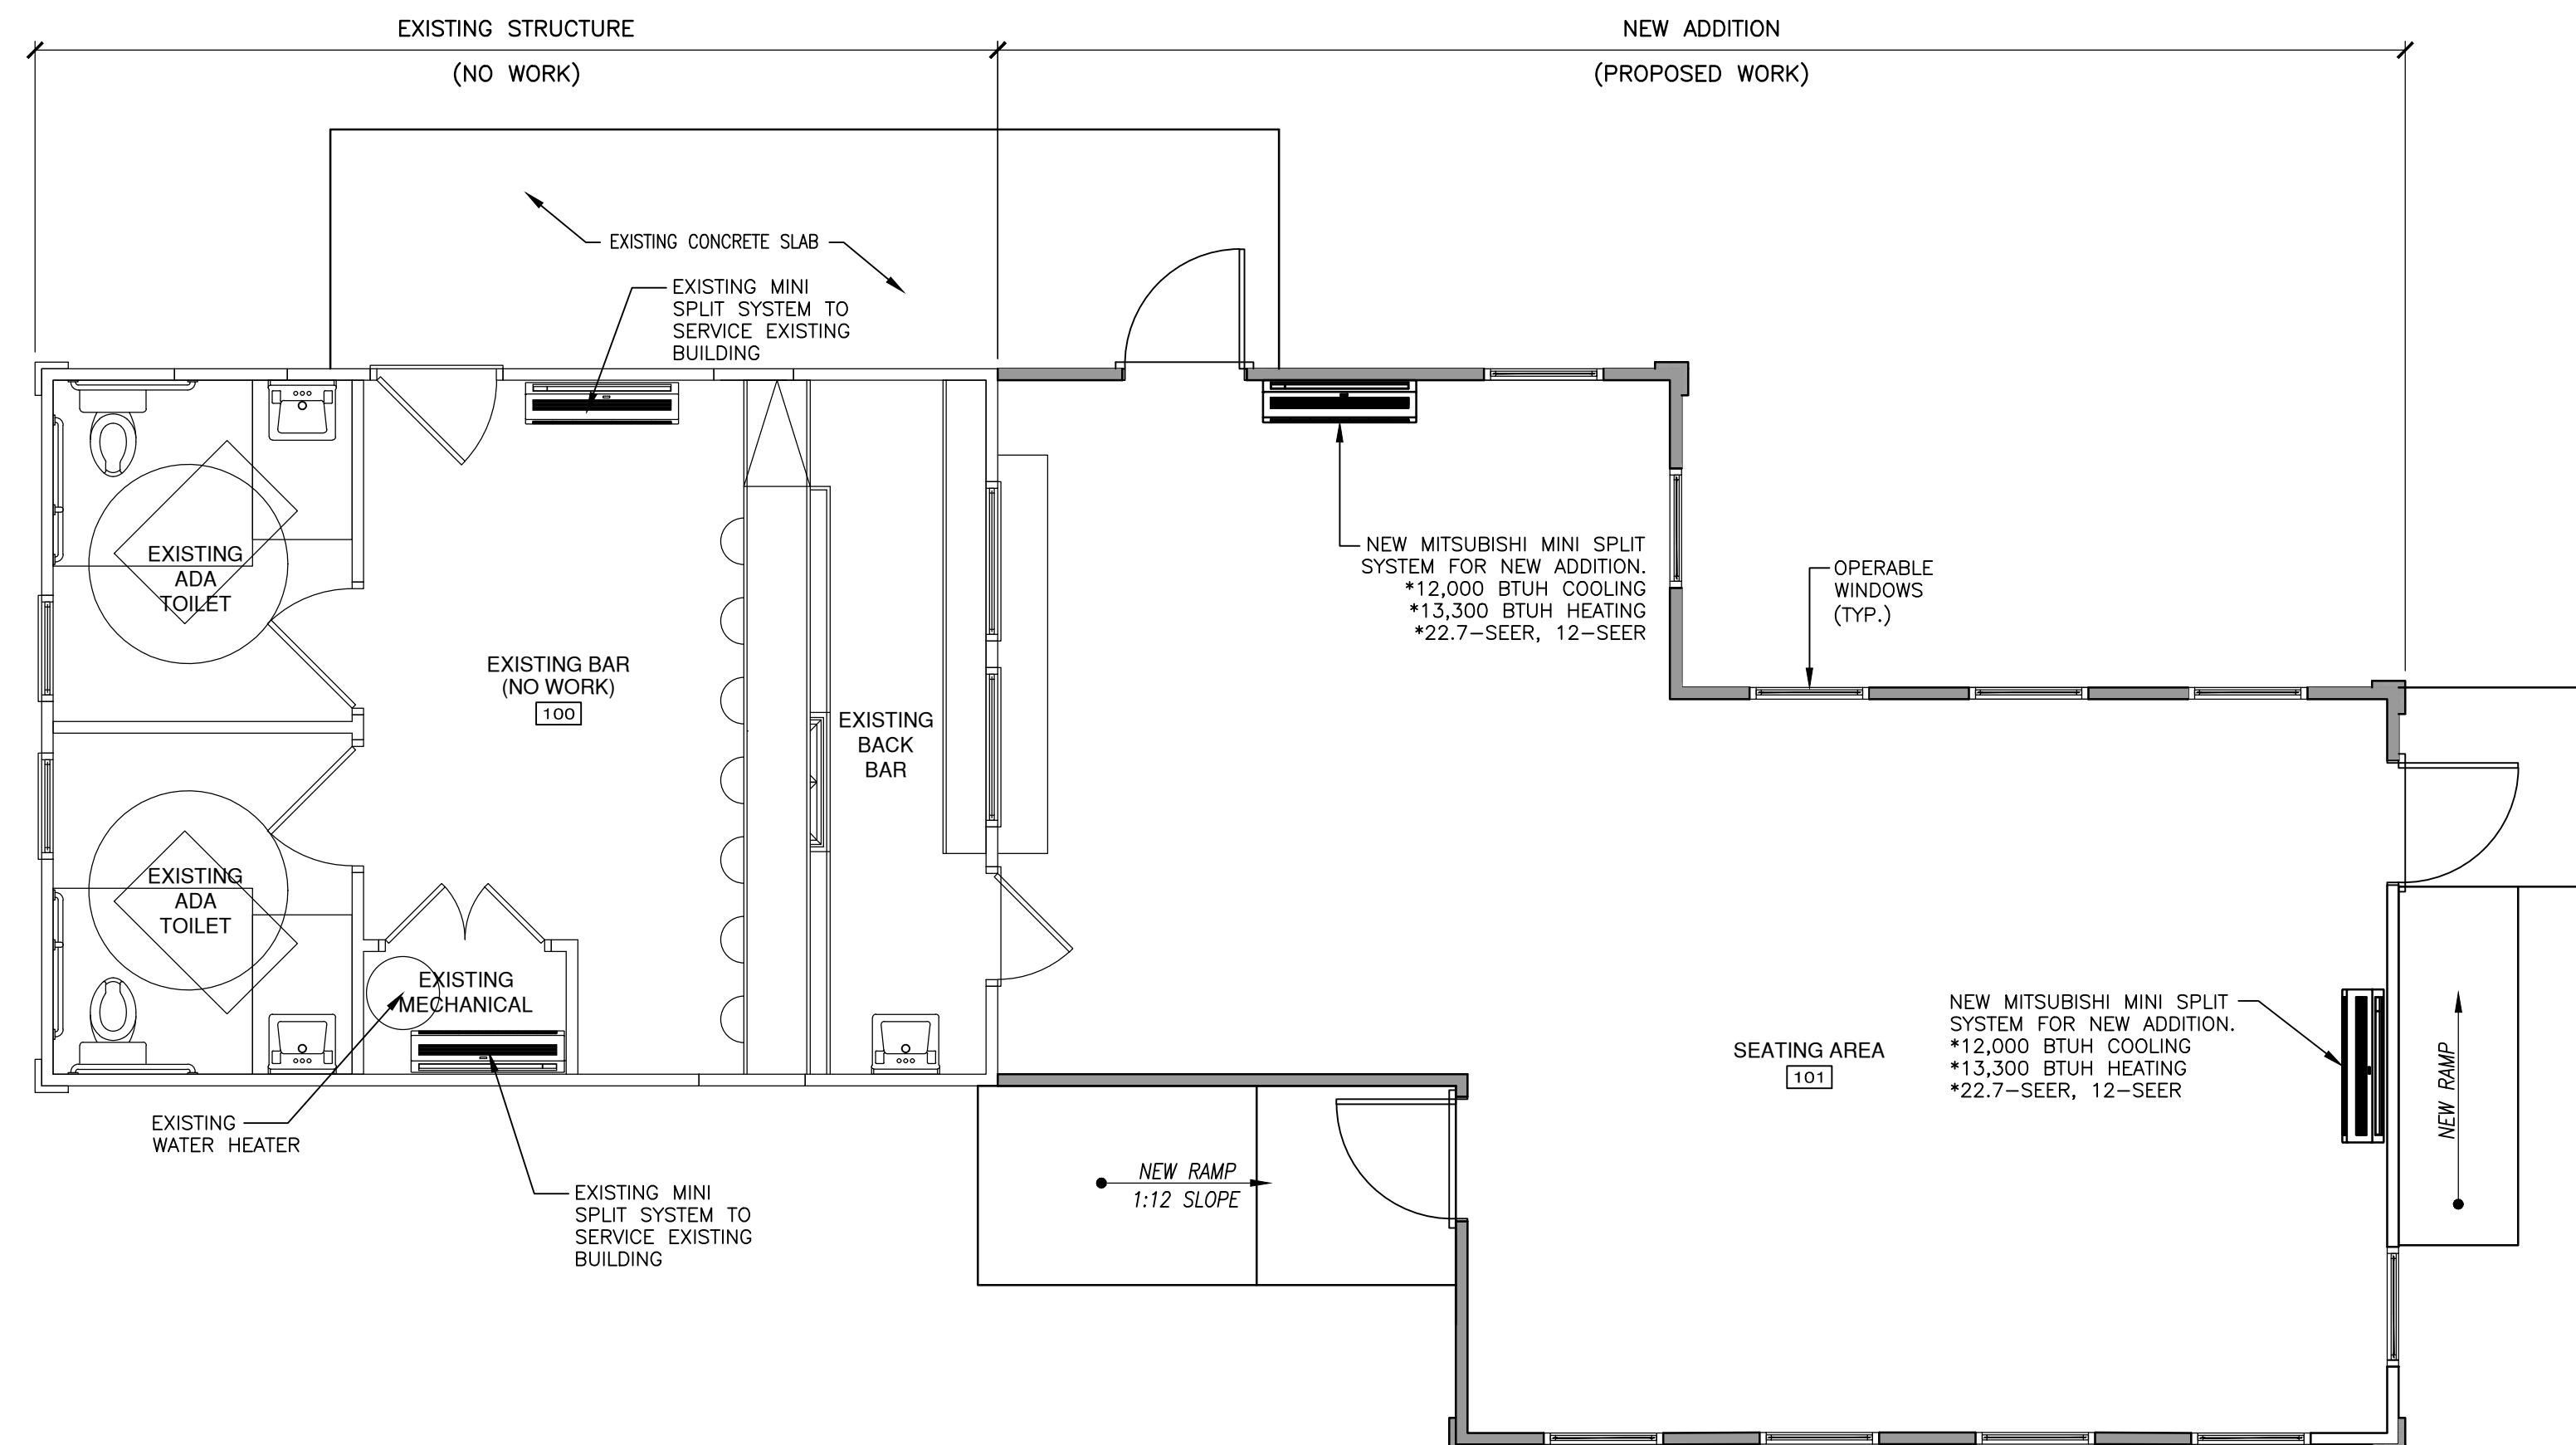 EXISTING STRUCTURE
(NO WORK)
NEW ADDITION
(PROPOSED WORK)
EXISTING CONCRETE SLAB
EXISTING MINI
SPLIT SYSTEM TO
SERVICE EXISTING
BUILDING
EXISTING
ADA
TOILET
EXISTING BAR
(NO WORK)
100
EXISTING
BACK
BAR
NEW MITSUBISHI MINI SPLIT
SYSTEM FOR NEW ADDITION.
*12,000 BTUH COOLING
*13,300 BTUH HEATING
*22.7-SEER, 12-SEER
OPERABLE
WINDOWS
(TYP.)
EXISTING
ADA
TOILET
EXISTING
MECHANICAL
EXISTING
WATER HEATER
EXISTING MINI
SPLIT SYSTEM TO
SERVICE EXISTING
BUILDING
NEW RAMP
1:12 SLOPE
SEATING AREA
101
NEW MITSUBISHI MINI SPLIT
SYSTEM FOR NEW ADDITION.
*12,000 BTUH COOLING
*13,300 BTUH HEATING
*22.7-SEER, 12-SEER
NEW RAMP